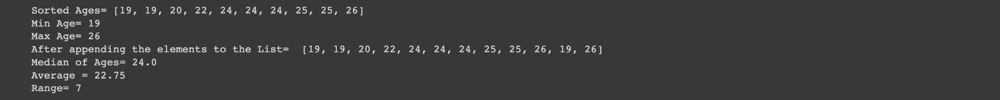 Sorted Ages= [19, 19, 20, 22, 24, 24, 24, 25, 25, 26]
Min Age= 19
Max Age= 26
After appending the elements to the List=  [19, 19, 20, 22, 24, 24, 24, 25, 25, 26, 19, 26]
Median of Ages= 24.0
Average = 22.75
Range= 7